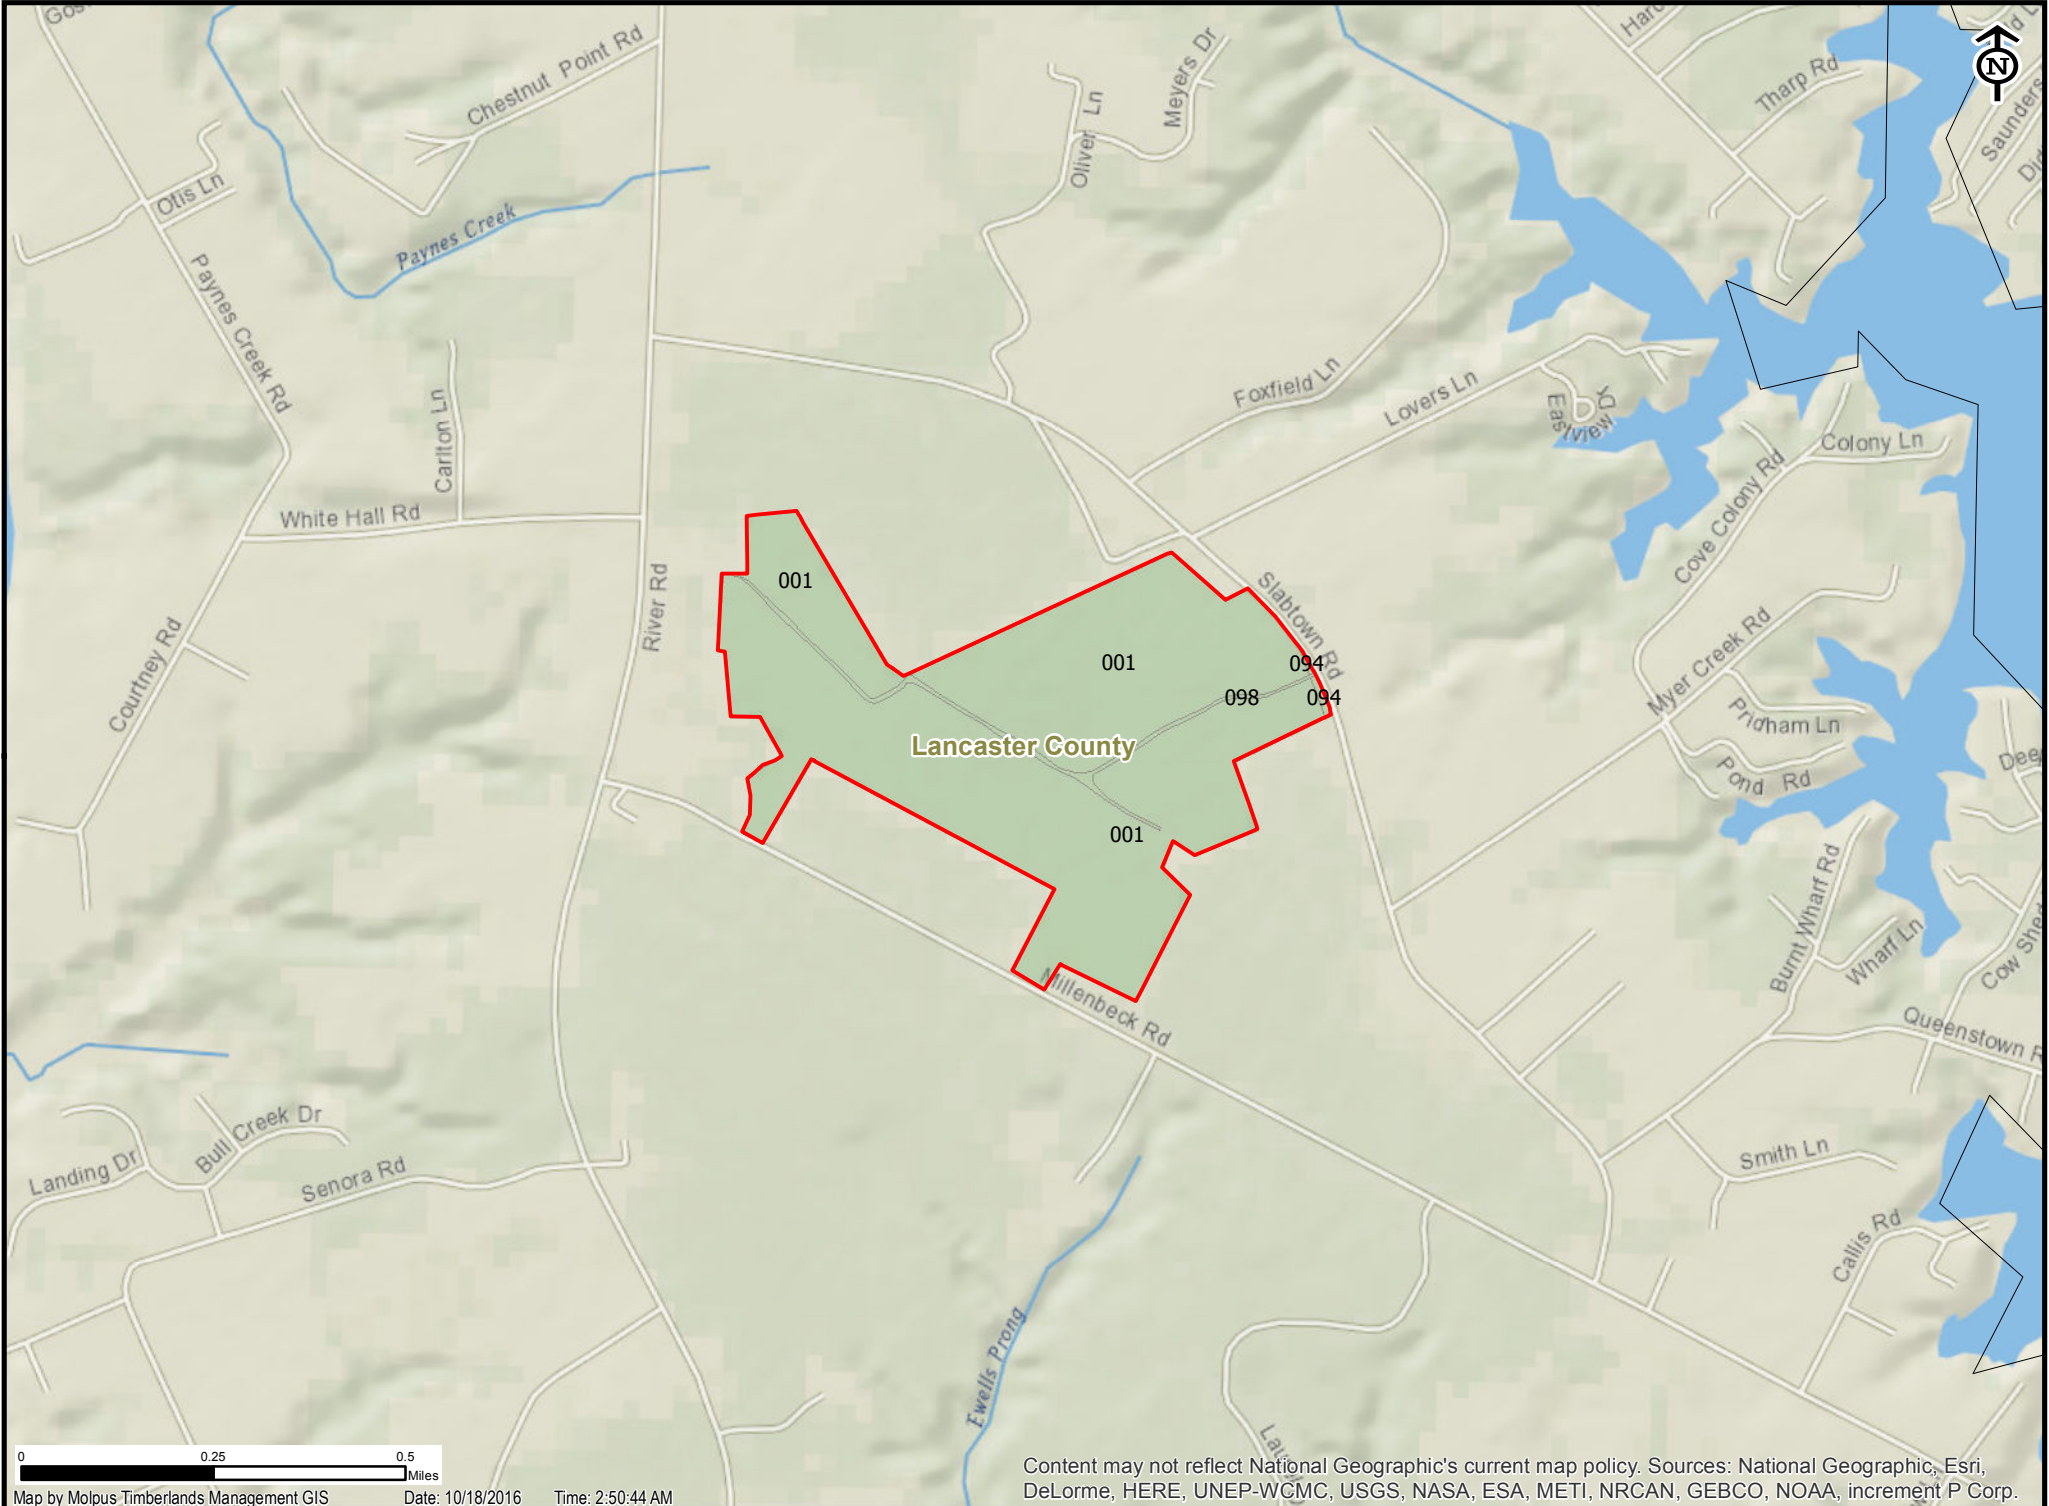 Chestnut Point Rd
Meyers Dr
Oliver Ln
Tharp Rd
N
Saunders
Otis Ln
Paynes Creek
Paynes Creek Rd
Carlton Ln
White Hall Rd
River Rd
Courtney Rd
Foxfield Ln
Lovers Ln
Eastview Dr
Colony Ln
Cove Colony Rd
Slabtown Rd
Myer Creek Rd
Pridham Ln
Pond Rd
001
001
094
098
094
Lancaster County
001
Burnt Wharf Rd
Wharf Ln
Cow Shed
Queenstown R
Millenbeck Rd
Smith Ln
Callis Rd
Bull Creek Dr
Landing Dr
Senora Rd
Ewells Prong
0 0.25 0.5
Miles
Map by Molpus Timberlands Management GIS Date: 10/18/2016 Time: 2:50:44 AM
Content may not reflect National Geographic's current map policy. Sources: National Geographic, Esri,
DeLorme, HERE, UNEP-WCMC, USGS, NASA, ESA, METI, NRCAN, GEBCO, NOAA, increment P Corp.